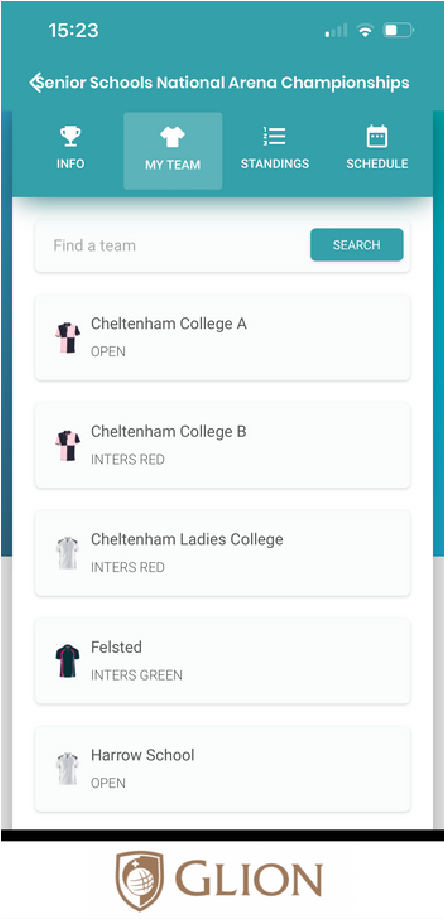 15:23
Senior Schools National Arena Championships
INFO
MY TEAM
STANDINGS
SCHEDULE
Find a team
SEARCH
Cheltenham College A
OPEN
Cheltenham College B
INTERS RED
Cheltenham Ladies College
INTERS RED
Felsted
INTERS GREEN
Harrow School
OPEN
GLION